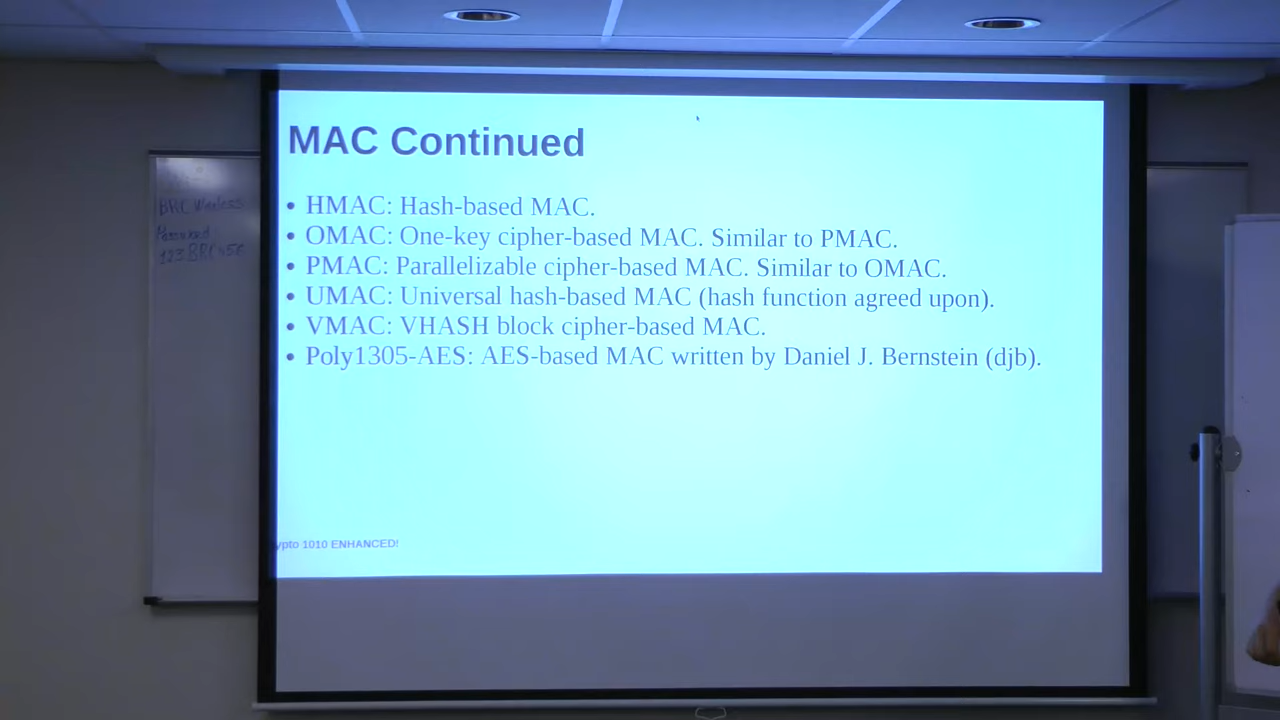 MAC Continued
• HMAC: Hash-based MAC.
• OMAC: One-key cipher-based MAC. Similar to PMAC.
• PMAC: Parallelizable cipher-based MAC. Similar to OMAC.
• UMAC: Universal hash-based MAC (hash function agreed upon).
• VMAC: VHASH block cipher-based MAC.
• Poly1305-AES: AES-based MAC written by Daniel J. Bernstein (djb).
ypto 1010 ENHANCED!
BRC Wireless